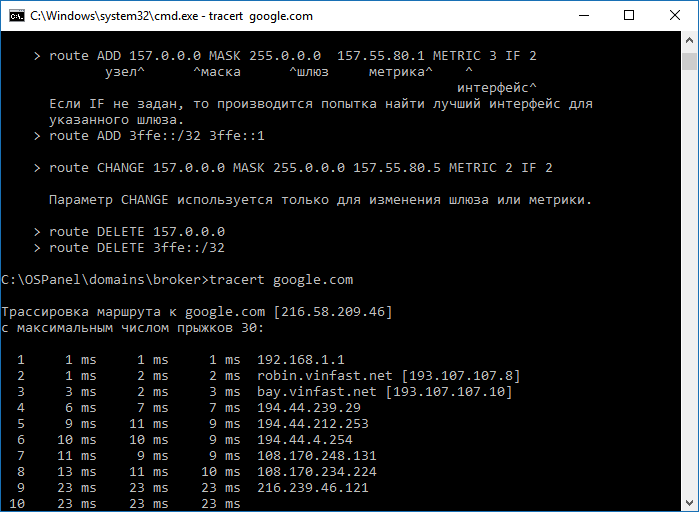 C:\Windows\system32\cmd.exe - tracert  google.com
> route ADD 157.0.0.0 MASK 255.0.0.0  157.55.80.1 METRIC 3 IF 2
узел^      ^маска      ^шлюз     метрика^    ^
интерфейс^
Если IF не задан, то производится попытка найти лучший интерфейс для
указанного шлюза.
> route ADD 3ffe::/32 3ffe::1
> route CHANGE 157.0.0.0 MASK 255.0.0.0 157.55.80.5 METRIC 2 IF 2
Параметр CHANGE используется только для изменения шлюза или метрики.
> route DELETE 157.0.0.0
> route DELETE 3ffe::/32
C:\OSPanel\domains\broker>tracert google.com
Трассировка маршрута к google.com [216.58.209.46]
с максимальным числом прыжков 30:
1     1 ms     1 ms     1 ms  192.168.1.1
2     1 ms     2 ms     2 ms  robin.vinfast.net [193.107.107.8]
3     3 ms     2 ms     3 ms  bay.vinfast.net [193.107.107.10]
4     6 ms     7 ms     7 ms  194.44.239.29
5     9 ms    11 ms     9 ms  194.44.212.253
6    10 ms    10 ms     9 ms  194.44.4.254
7    11 ms     9 ms     9 ms  108.170.248.131
8    13 ms    11 ms    10 ms  108.170.234.224
9    23 ms    23 ms    23 ms  216.239.46.121
10    23 ms    23 ms    23 ms